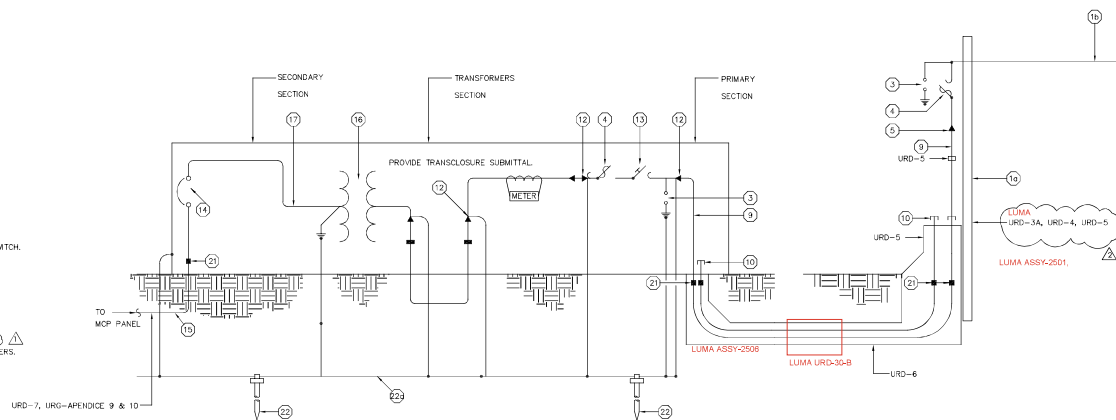 1b
SECONDARY
SECTION
TRANSFORMERS
SECTION
PRIMARY
SECTION
3
4
5
9
URD-5
1a
17
16
12
4
13
12
PROVIDE TRANSCLOSURE SUBMITTAL.
METER
12
14
3
9
10
LUMA
URD-3A, URD-4, URD-5
2
LUMA ASSY-2501.
URD-5
10
21
21
21
TO
MCP PANEL
15
LUMA ASSY-2506
LUMA URD-30-B
URD-6
22a
22
22
URD-7, URG-APENDICE 9 & 10
MTCH.
1
ERS.